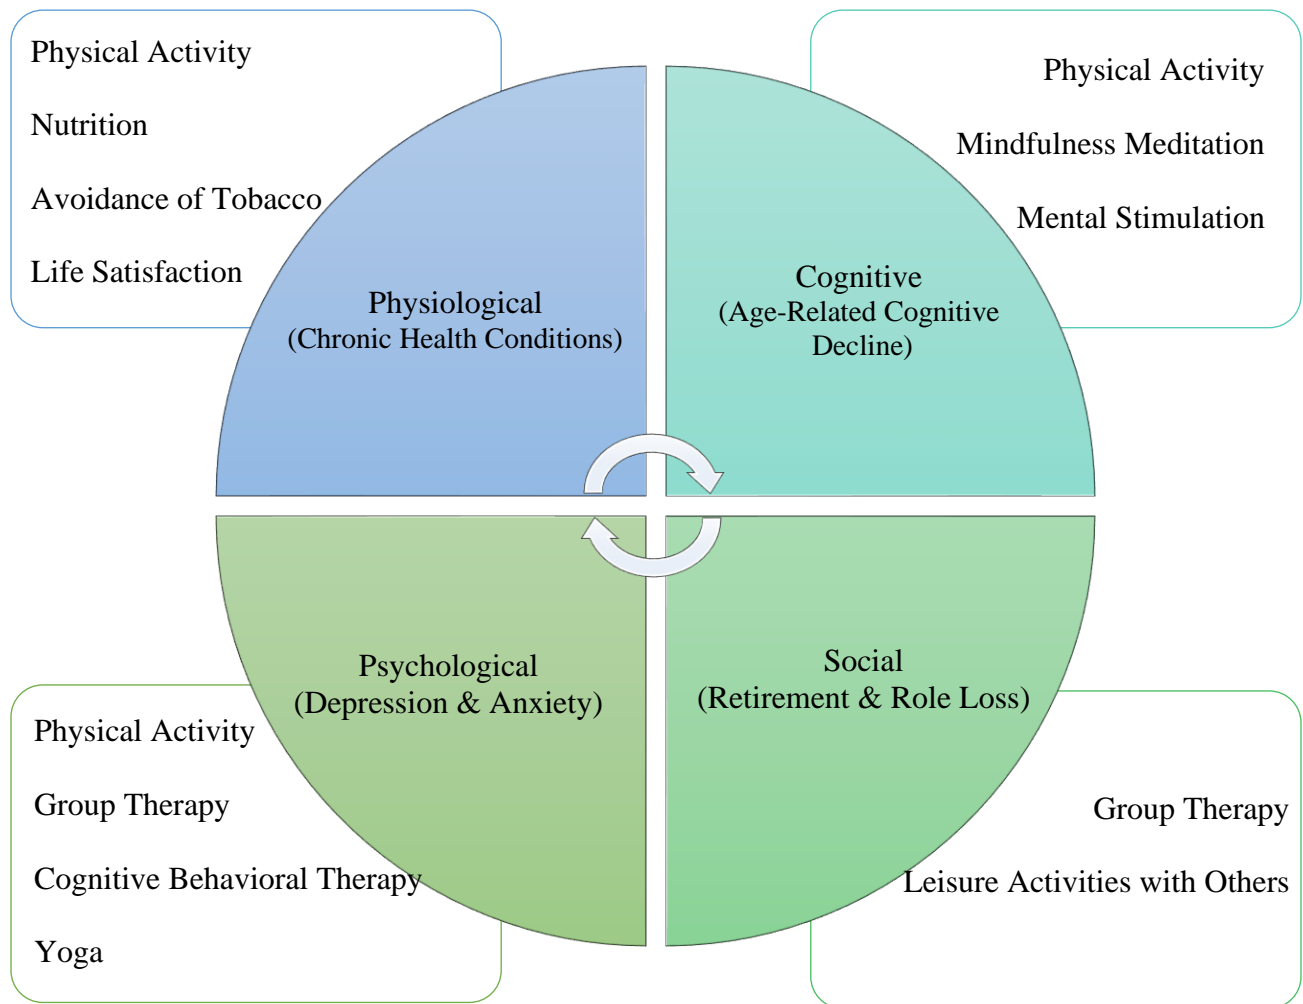 Physical Activity
Nutrition
Avoidance of Tobacco
Life Satisfaction
Physiological
(Chronic Health Conditions)
Physical Activity
Mindfulness Meditation
Mental Stimulation
Cognitive
(Age-Related Cognitive
Decline)
Psychological
(Depression & Anxiety)
Physical Activity
Group Therapy
Cognitive Behavioral Therapy
Yoga
Social
(Retirement & Role Loss)
Group Therapy
Leisure Activities with Others